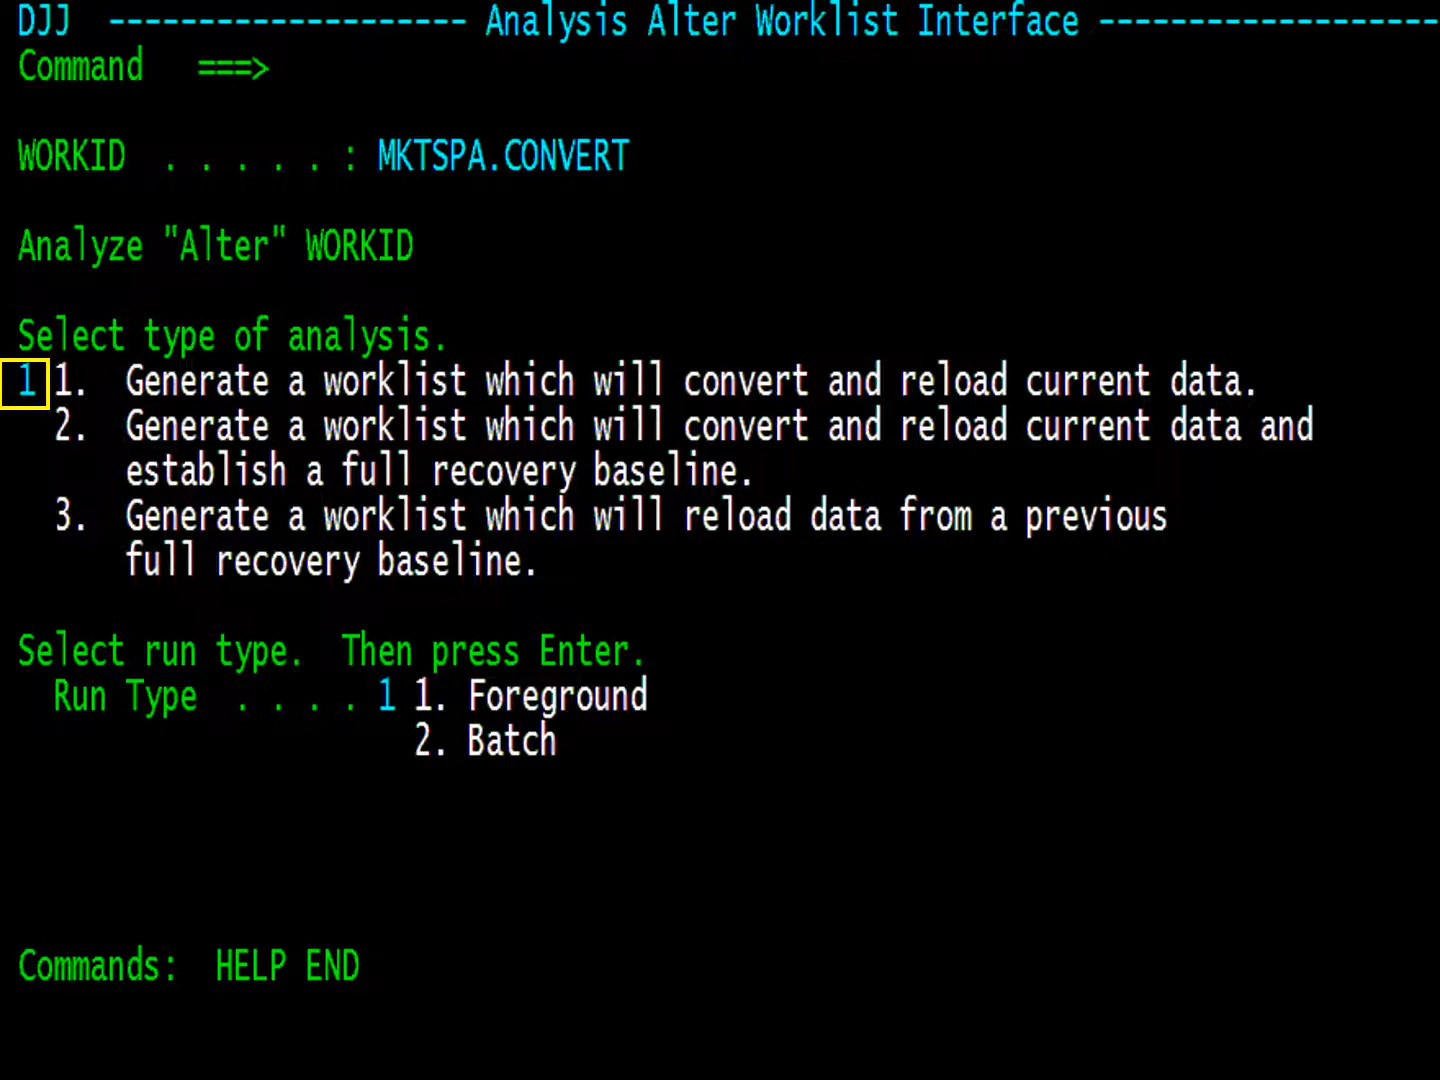 DJJ -------------------- Analysis Alter Worklist Interface -------------------
Command ===>
WORKID . . . . . : MKTSPA.CONVERT
Analyze "Alter" WORKID
Select type of analysis.
1 1. Generate a worklist which will convert and reload current data.
2. Generate a worklist which will convert and reload current data and
establish a full recovery baseline.
3. Generate a worklist which will reload data from a previous
full recovery baseline.
Select run type. Then press Enter.
Run Type . . . . 1 1. Foreground
2. Batch
Commands: HELP END